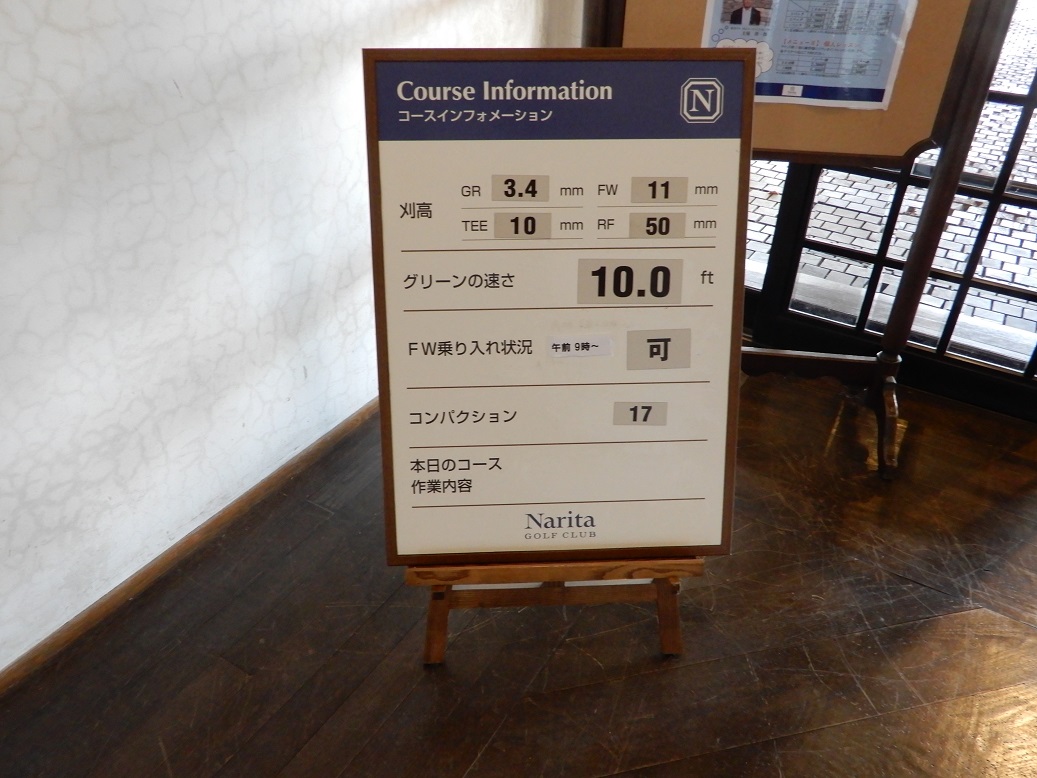 Course Information
コースインフォメーション
N
刈高 GR 3.4 mm FW 11 mm
TEE 10 mm RF 50 mm
グリーンの速さ 10.0 ft
FW乗り入れ状況 午前 9時～ 可
コンパクション 17
本日のコース
作業内容
Narita
GOLF CLUB